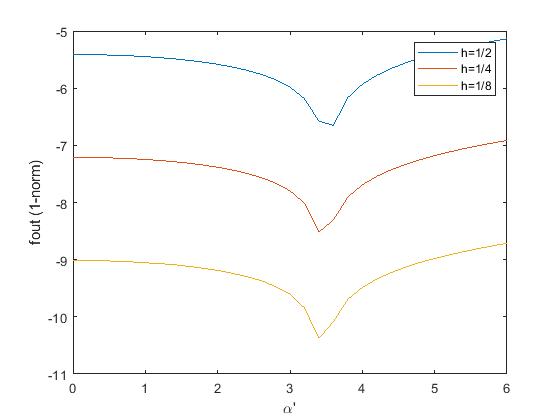 -5
h=1/2
h=1/4
h=1/8
-6
-7
-8
-9
-10
-11
fout (1-norm)
0 1 2 3 4 5 6
α'